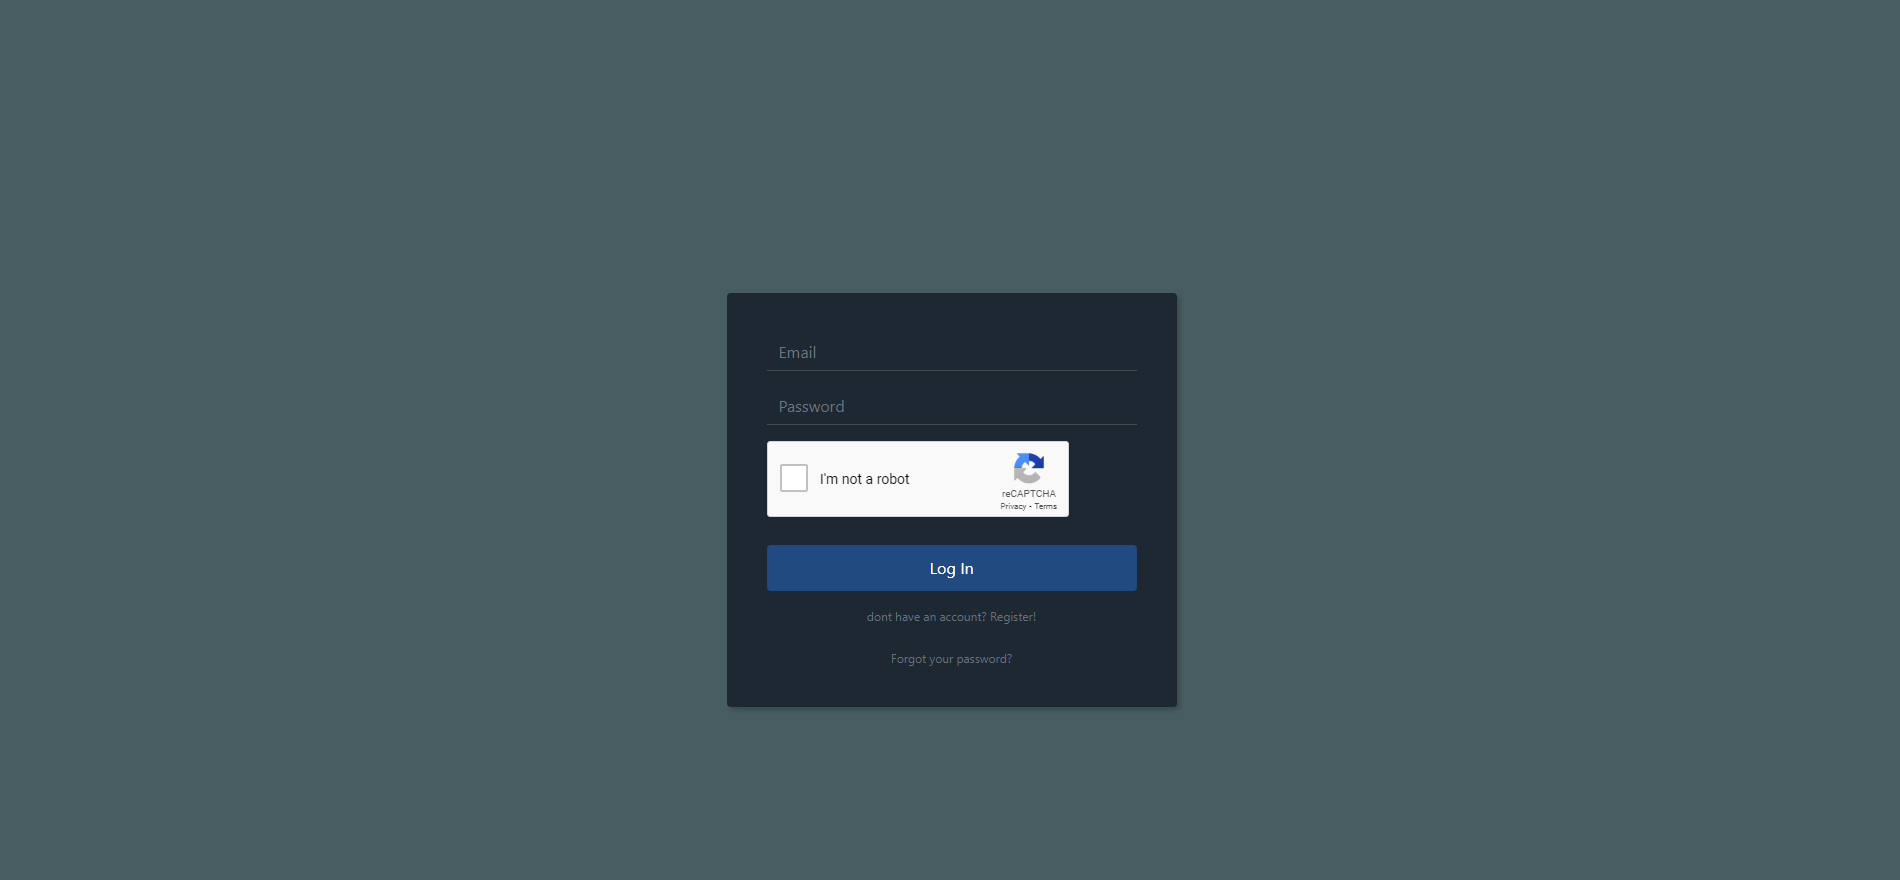 Email
Password
I'm not a robot
reCAPTCHA
Privacy - Terms
Log In
dont have an account? Register!
Forgot your password?